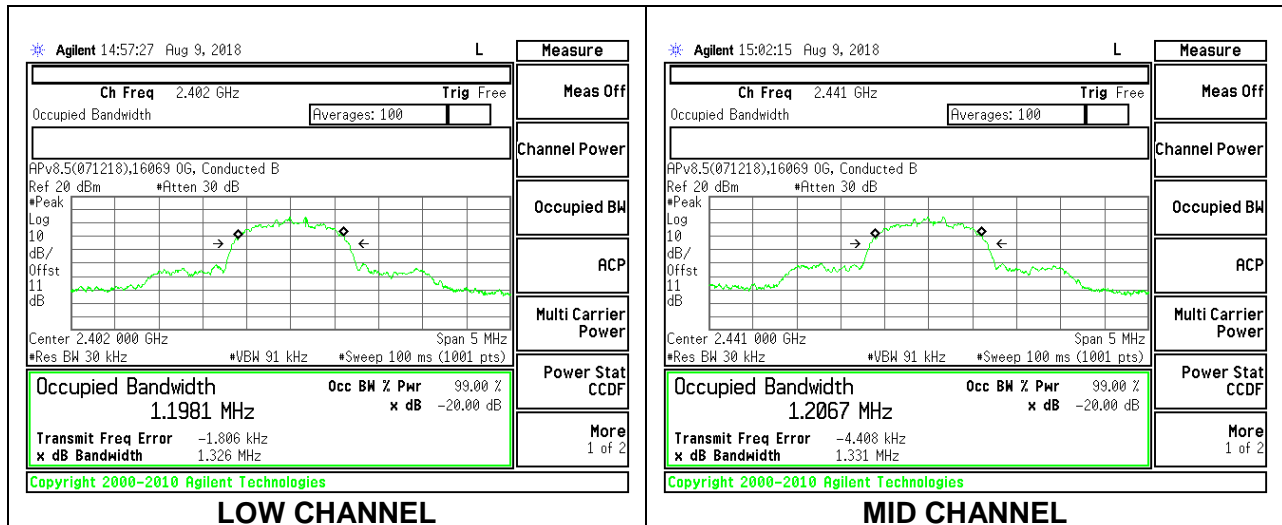 Agilent 14:57:27 Aug 9, 2018 L Measure
Ch Freq 2.402 GHz Trig Free
Meas Off
Occupied Bandwidth Averages: 100
Channel Power
APv8.5(071218),16069 OG, Conducted B
Ref 20 dBm #Atten 30 dB
#Peak
Log
10
dB/
Offst
11
dB
Occupied BW
ACP
Multi Carrier
Power
Center 2.402 000 GHz Span 5 MHz
#Res BW 30 kHz #VBW 91 kHz #Sweep 100 ms (1001 pts)
Power Stat
CCDF
Occupied Bandwidth Occ BW % Pwr 99.00 %
1.1981 MHz x dB -20.00 dB
Transmit Freq Error -1.806 kHz
x dB Bandwidth 1.326 MHz
More
1 of 2
Copyright 2000-2010 Agilent Technologies
LOW CHANNEL
Agilent 15:02:15 Aug 9, 2018 L Measure
Ch Freq 2.441 GHz Trig Free
Meas Off
Occupied Bandwidth Averages: 100
Channel Power
APv8.5(071218),16069 OG, Conducted B
Ref 20 dBm #Atten 30 dB
#Peak
Log
10
dB/
Offst
11
dB
Occupied BW
ACP
Multi Carrier
Power
Center 2.441 000 GHz Span 5 MHz
#Res BW 30 kHz #VBW 91 kHz #Sweep 100 ms (1001 pts)
Power Stat
CCDF
Occupied Bandwidth Occ BW % Pwr 99.00 %
1.2067 MHz x dB -20.00 dB
Transmit Freq Error -4.408 kHz
x dB Bandwidth 1.331 MHz
More
1 of 2
Copyright 2000-2010 Agilent Technologies
MID CHANNEL